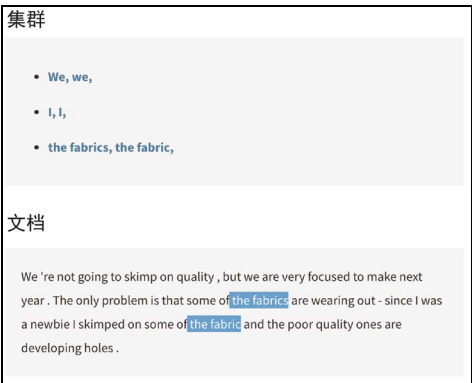 集群
We, we,
I, I,
the fabrics, the fabric,
文档
We 're not going to skimp on quality , but we are very focused to make next
year . The only problem is that some of the fabrics are wearing out - since I was
a newbie I skimped on some of the fabric and the poor quality ones are
developing holes .